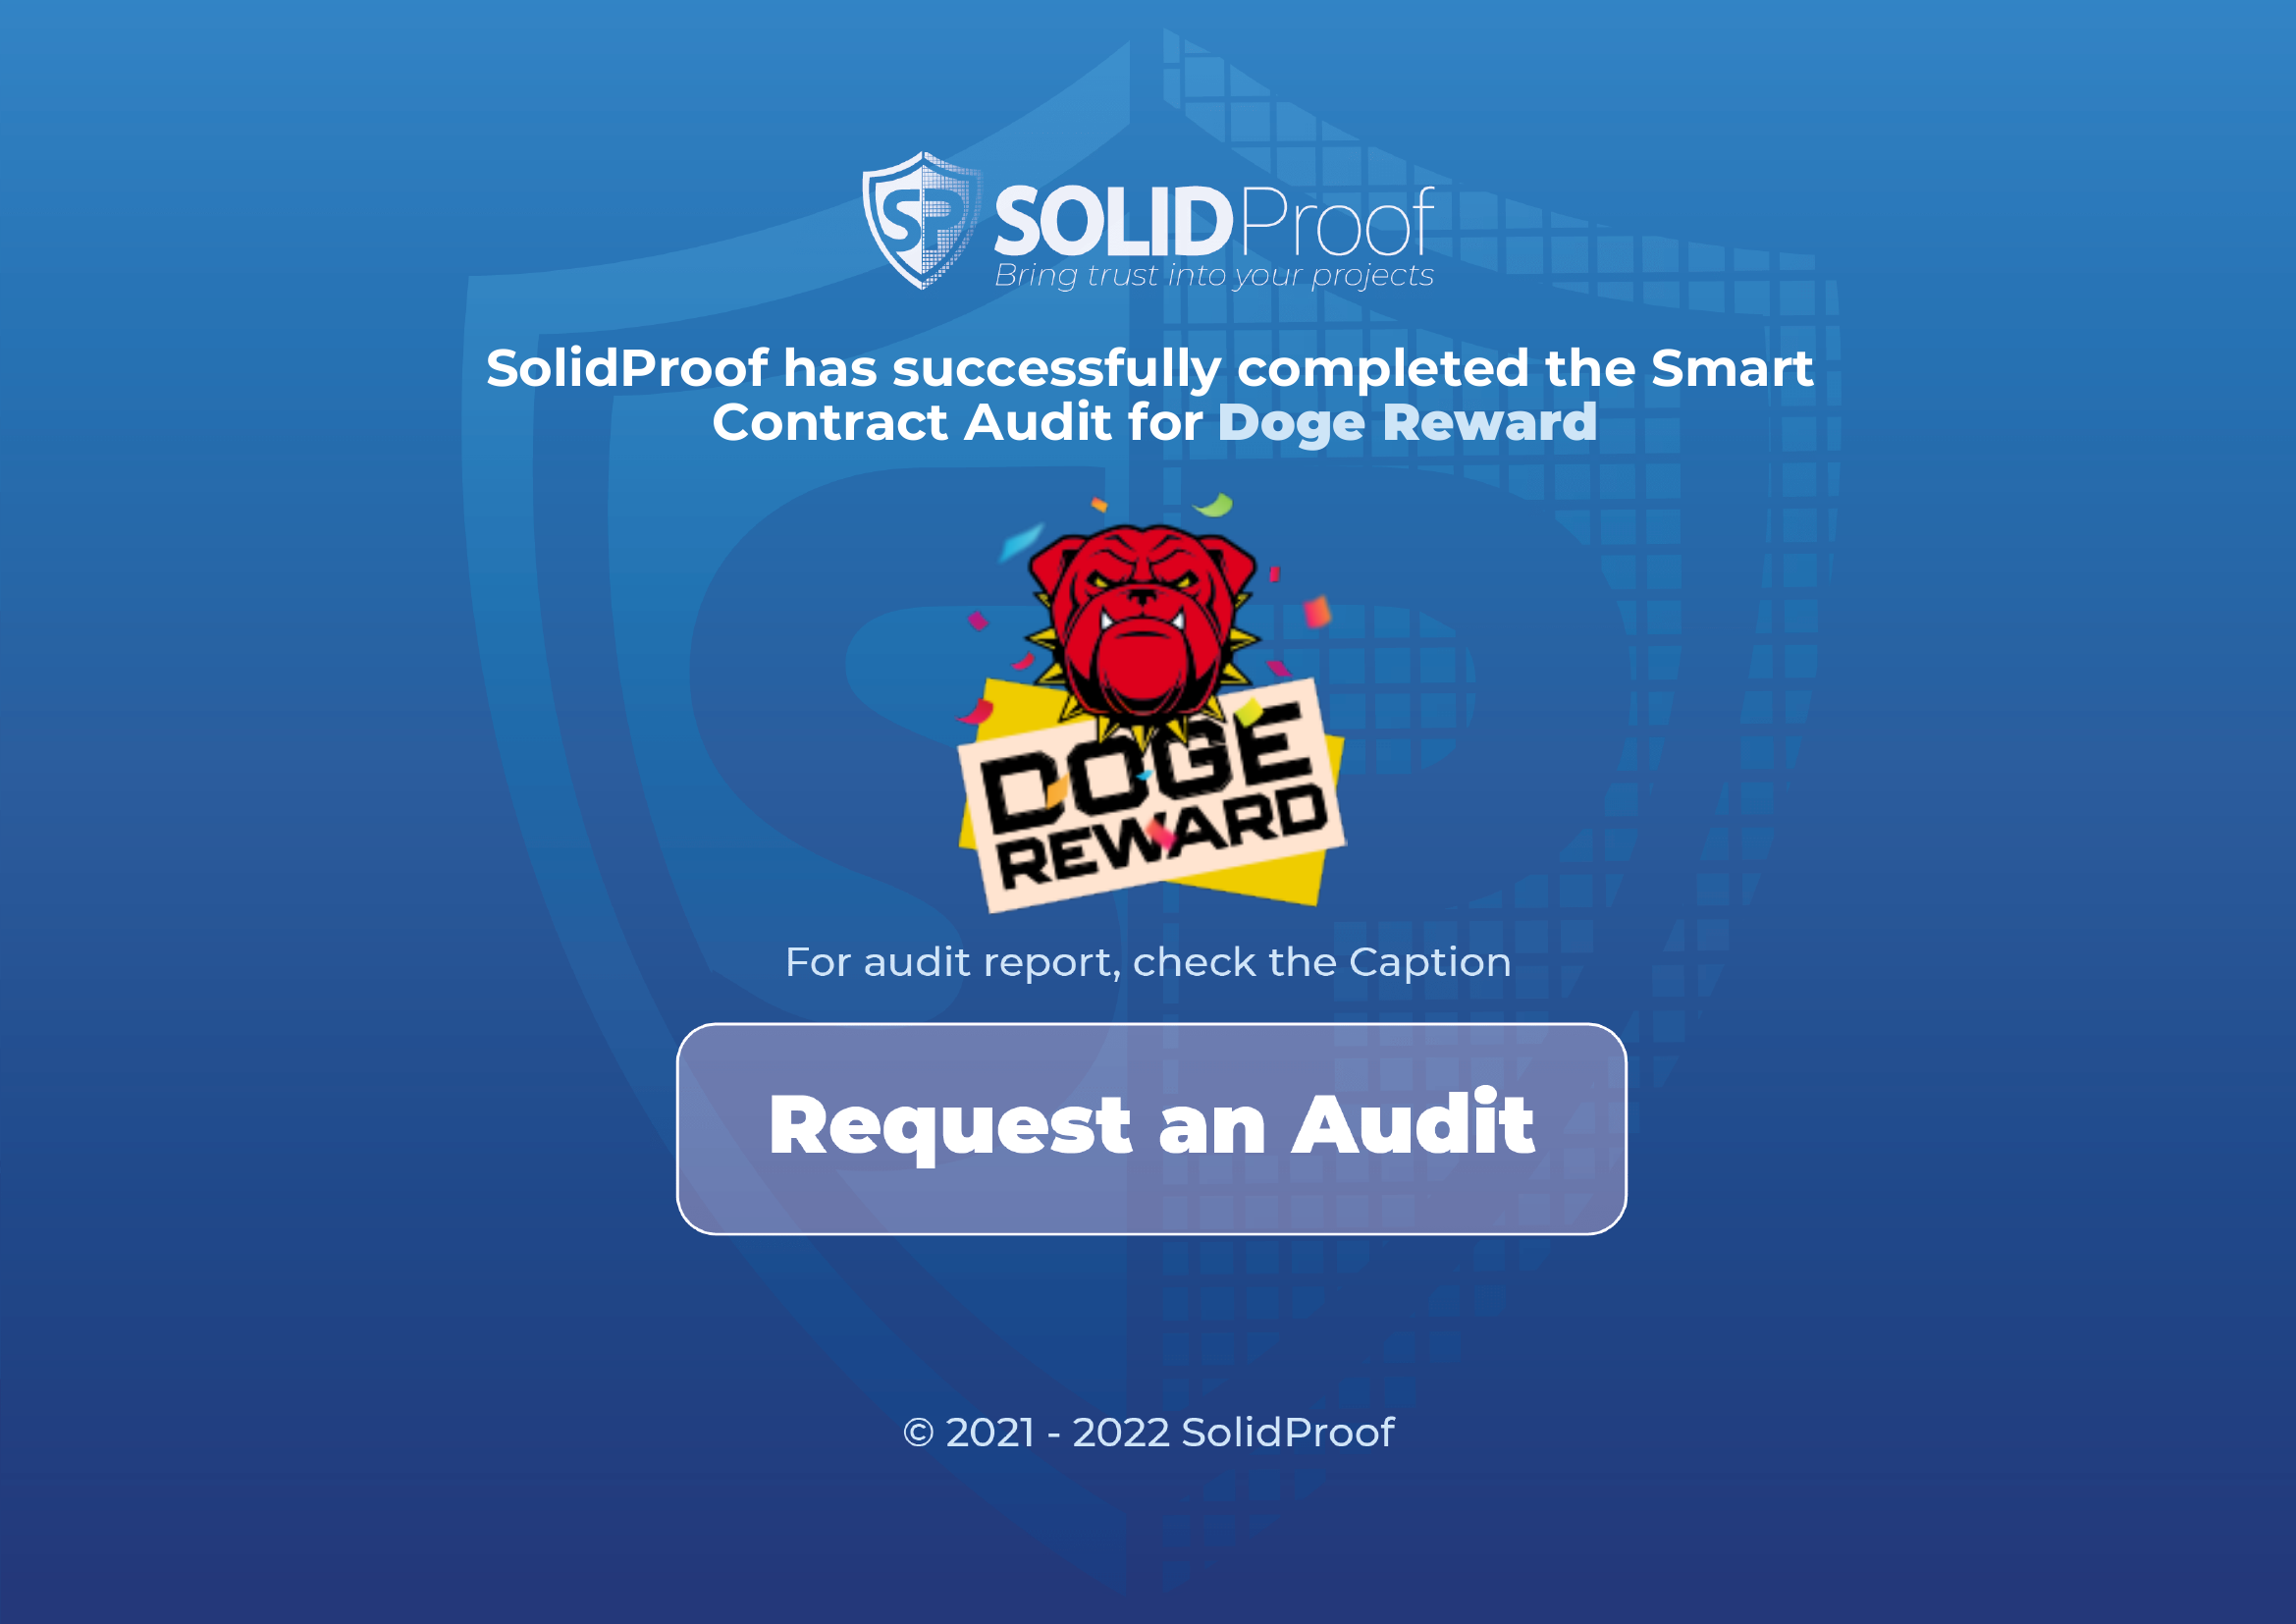 SP SOLIDProof
Bring trust into your projects
SolidProof has successfully completed the Smart
Contract Audit for Doge Reward
DOGE
REWARD
For audit report, check the Caption
Request an Audit
© 2021 - 2022 SolidProof